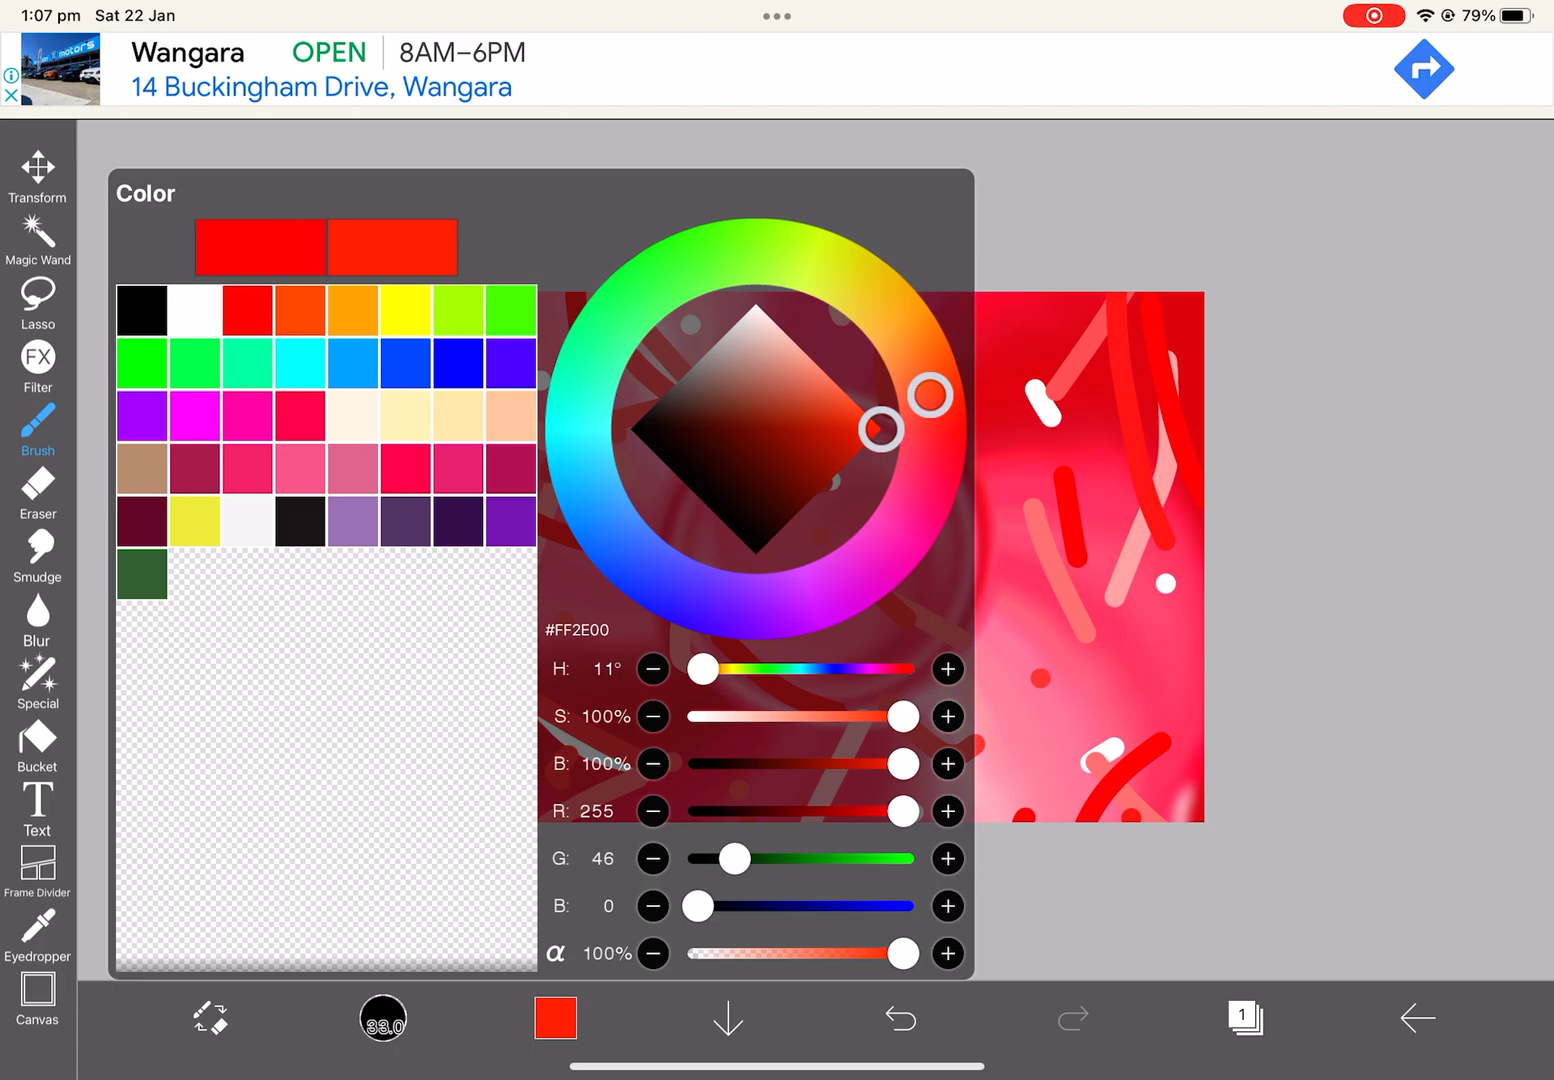 1:07 pm Sat 22 Jan
79%
motors
Wangara OPEN 8AM–6PM
14 Buckingham Drive, Wangara
Transform
Magic Wand
Lasso
FX
Filter
Brush
Eraser
Smudge
Blur
Special
Bucket
T
Text
Frame Divider
Eyedropper
Canvas
Color
#FF2E00
H: 11°
S: 100%
B: 100%
R: 255
G: 46
B: 0
α 100%
33.0
1